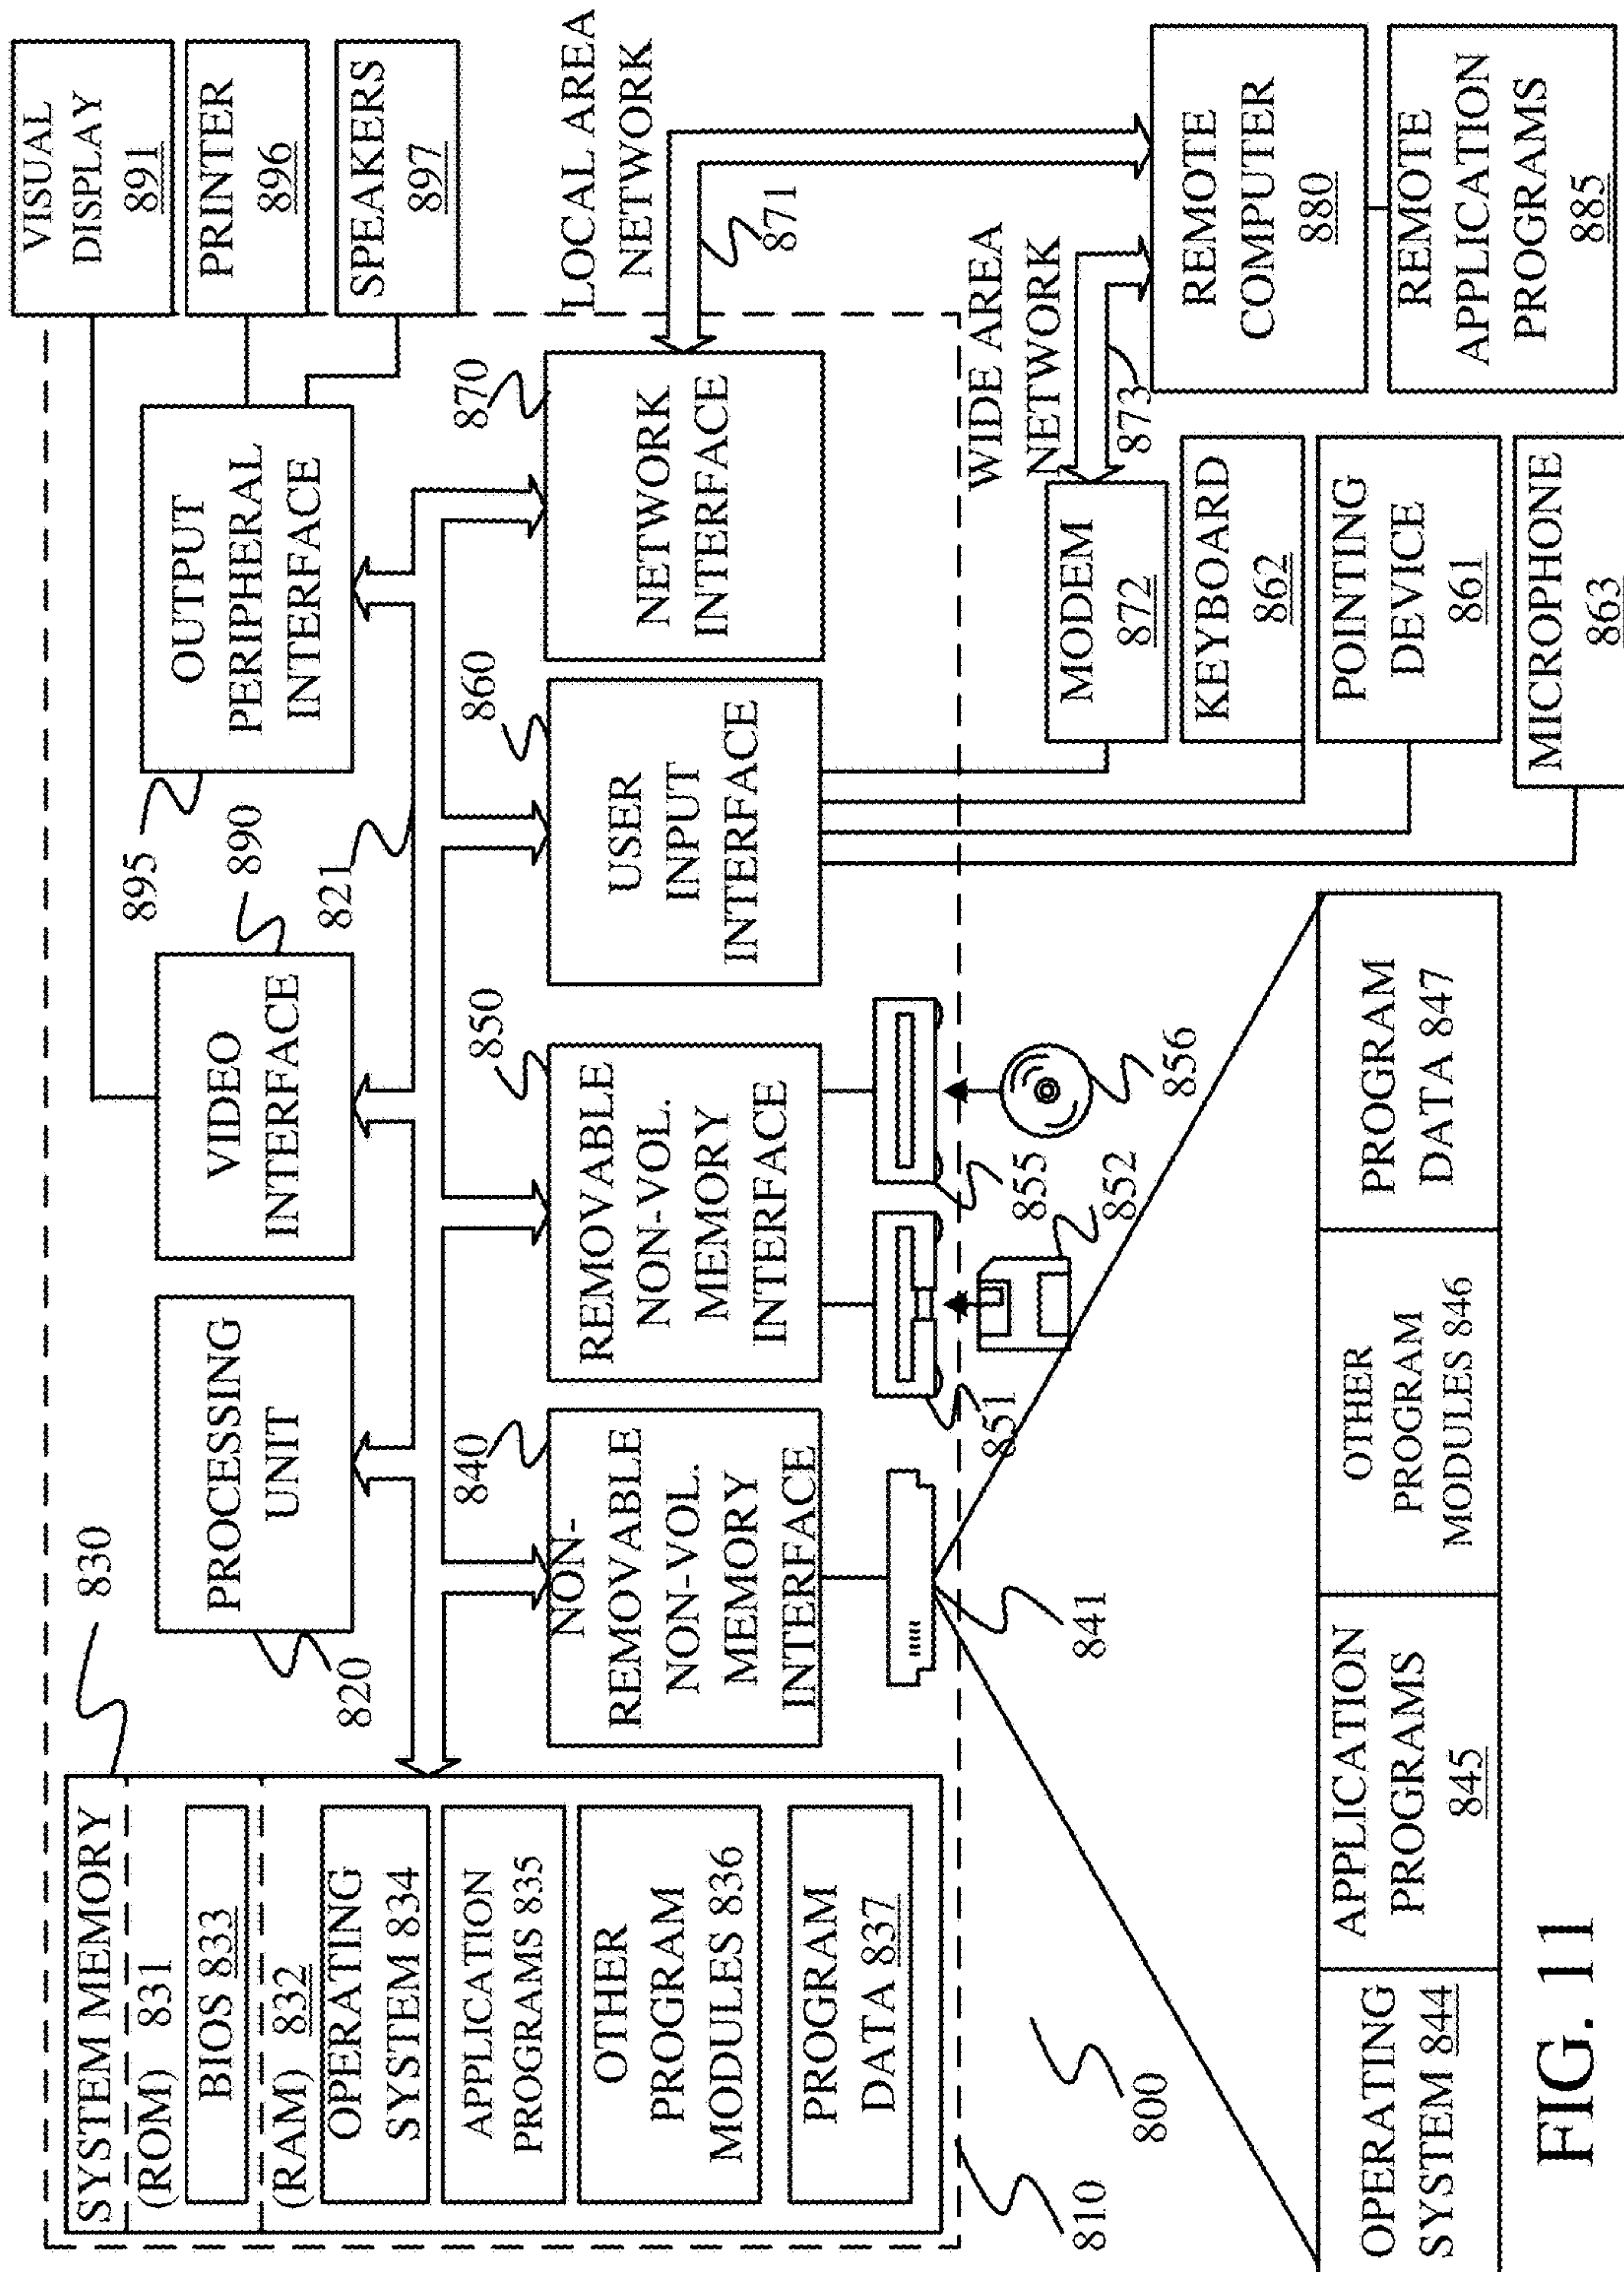 SYSTEM MEMORY
(ROM) 831
BIOS 833
(RAM) 832
OPERATING
SYSTEM 834
APPLICATION
PROGRAMS 835
OTHER
PROGRAM
MODULES 836
PROGRAM
DATA 837
830
PROCESSING
UNIT
820
VIDEO
INTERFACE
890
821
OUTPUT
PERIPHERAL
INTERFACE
895
VISUAL
DISPLAY
891
PRINTER
896
SPEAKERS
897
NON-
REMOVABLE
NON-VOL.
MEMORY
INTERFACE
840
REMOVABLE
NON-VOL.
MEMORY
INTERFACE
850
USER
INPUT
INTERFACE
860
NETWORK
INTERFACE
870
LOCAL AREA
NETWORK
871
841
851
852
855
856
WIDE AREA
NETWORK
873
MODEM
872
KEYBOARD
862
POINTING
DEVICE
861
MICROPHONE
863
REMOTE
COMPUTER
880
REMOTE
APPLICATION
PROGRAMS
885
810
800
OPERATING
SYSTEM 844
APPLICATION
PROGRAMS
845
OTHER
PROGRAM
MODULES 846
PROGRAM
DATA 847
FIG. 11